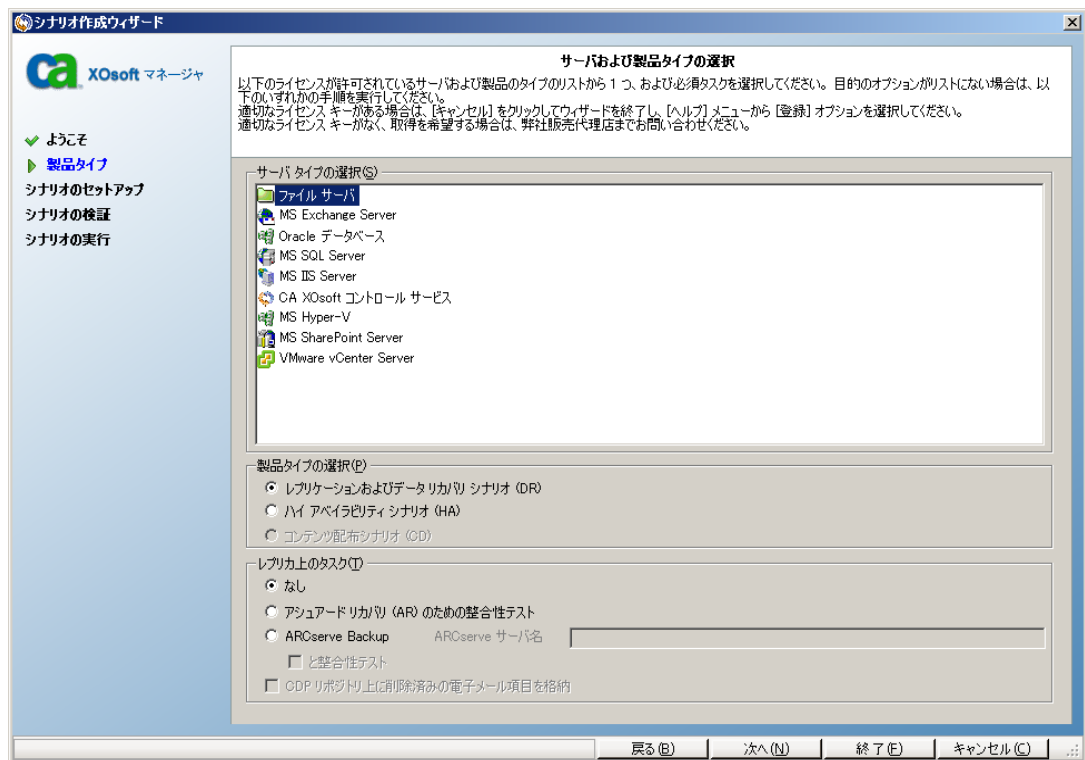 シナリオ作成ウィザード
ca
XOsoft マネージャ
ようこそ
製品タイプ
シナリオのセットアップ
シナリオの検証
シナリオの実行
サーバおよび製品タイプの選択
以下のライセンスが許可されているサーバおよび製品のタイプのリストから 1 つ、および必須タスクを選択してください。目的のオプションがリストにない場合は、以
下のいずれかの手順を実行してください。
適切なライセンス キーがある場合は、[キャンセル] をクリックしてウィザードを終了し、[ヘルプ] メニューから [登録] オプションを選択してください。
適切なライセンス キーがなく、取得を希望する場合は、弊社販売代理店までお問い合わせください。
サーバ タイプの選択(S)
ファイル サーバ
MS Exchange Server
Oracle データベース
MS SQL Server
MS IIS Server
CA XOsoft コントロール サービス
MS Hyper-V
MS SharePoint Server
VMware vCenter Server
製品タイプの選択(P)
レプリケーションおよびデータ リカバリ シナリオ (DR)
ハイ アベイラビリティ シナリオ (HA)
コンテンツ配布シナリオ (CD)
レプリカ上のタスク(T)
なし
アシュアード リカバリ (AR) のための整合性テスト
ARCserve Backup ARCserve サーバ名
と整合性テスト
CDP リポジトリ上に削除済みの電子メール項目を格納
戻る(B) 次へ(N) 終了(F) キャンセル(C)